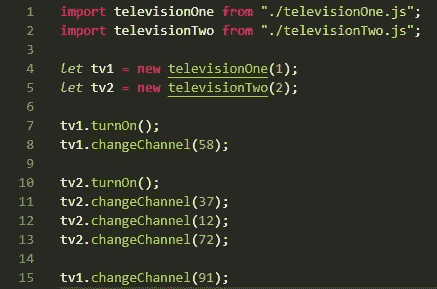 1 import televisionOne from "./televisionOne.js";
2 import televisionTwo from "./televisionTwo.js";
3
4 let tv1 = new televisionOne(1);
5 let tv2 = new televisionTwo(2);
6
7 tv1.turnOn();
8 tv1.changeChannel(58);
9
10 tv2.turnOn();
11 tv2.changeChannel(37);
12 tv2.changeChannel(12);
13 tv2.changeChannel(72);
14
15 tv1.changeChannel(91);